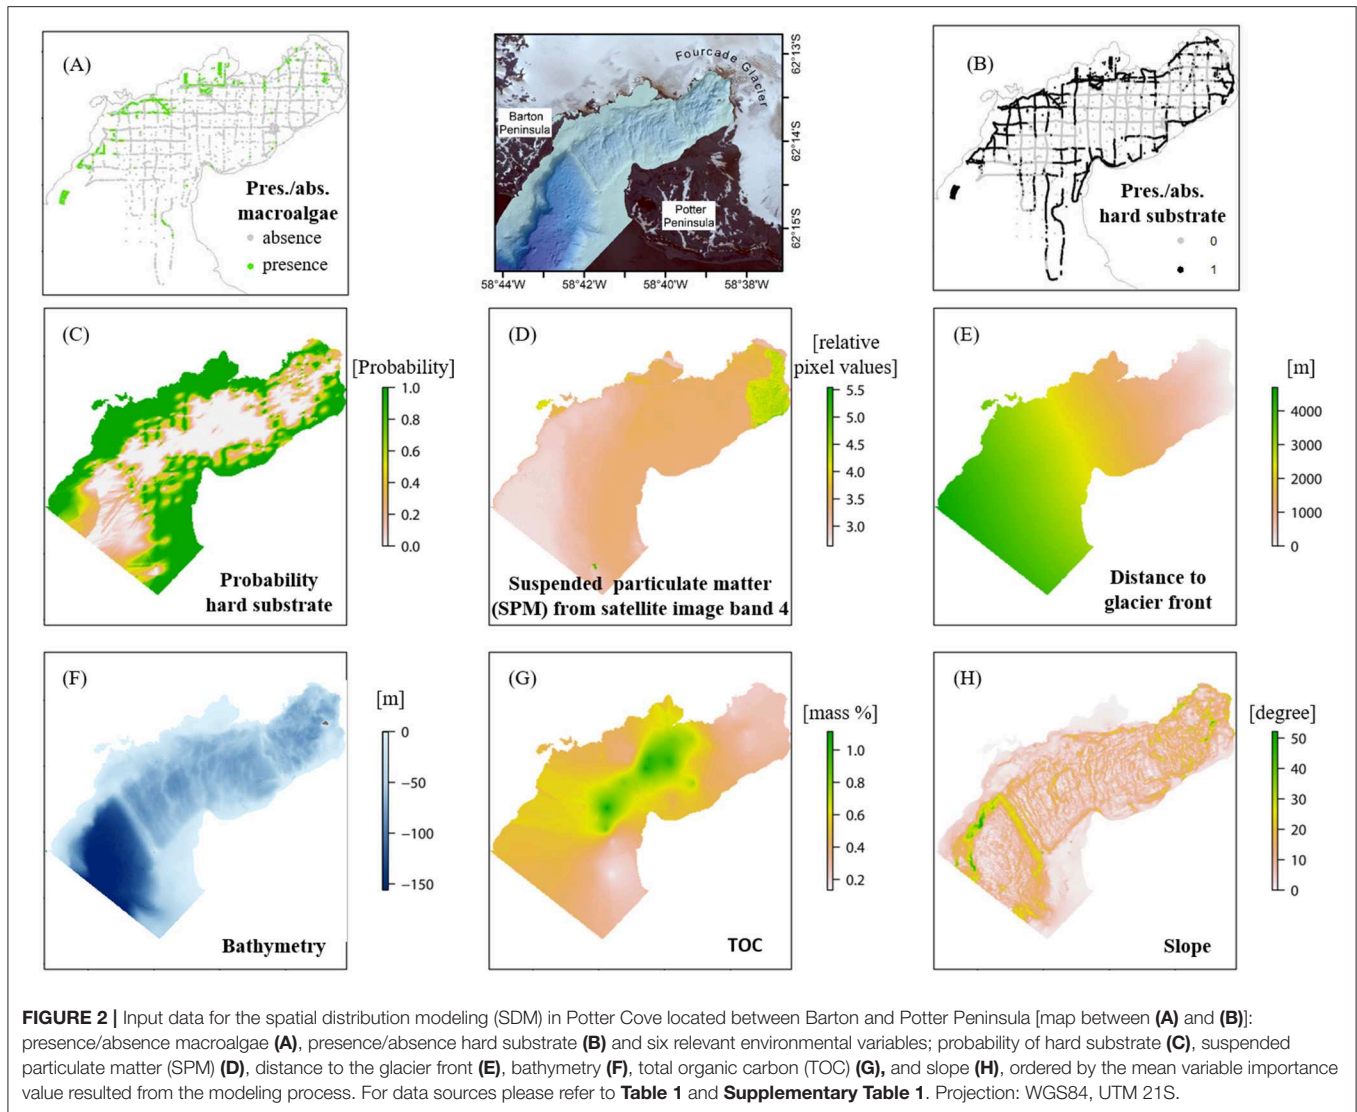 (A)
Pres./abs.
macroalgae
absence
presence
Fourcade Glacier
Barton
Peninsula
Potter
Peninsula
62°13'S
62°14'S
62°15'S
58°44'W
58°42'W
58°40'W
58°38'W
(B)
Pres./abs.
hard substrate
0
1
(C)
[Probability]
1.0
0.8
0.6
0.4
0.2
0.0
Probability
hard substrate
(D)
[relative
pixel values]
5.5
5.0
4.5
4.0
3.5
3.0
Suspended particulate matter
(SPM) from satellite image band 4
(E)
[m]
4000
3000
2000
1000
0
Distance to
glacier front
(F)
[m]
0
−50
−100
−150
Bathymetry
(G)
[mass %]
1.0
0.8
0.6
0.4
0.2
TOC
(H)
[degree]
50
40
30
20
10
0
Slope
FIGURE 2 | Input data for the spatial distribution modeling (SDM) in Potter Cove located between Barton and Potter Peninsula [map between (A) and (B)]:
presence/absence macroalgae (A), presence/absence hard substrate (B) and six relevant environmental variables; probability of hard substrate (C), suspended
particulate matter (SPM) (D), distance to the glacier front (E), bathymetry (F), total organic carbon (TOC) (G), and slope (H), ordered by the mean variable importance
value resulted from the modeling process. For data sources please refer to Table 1 and Supplementary Table 1. Projection: WGS84, UTM 21S.